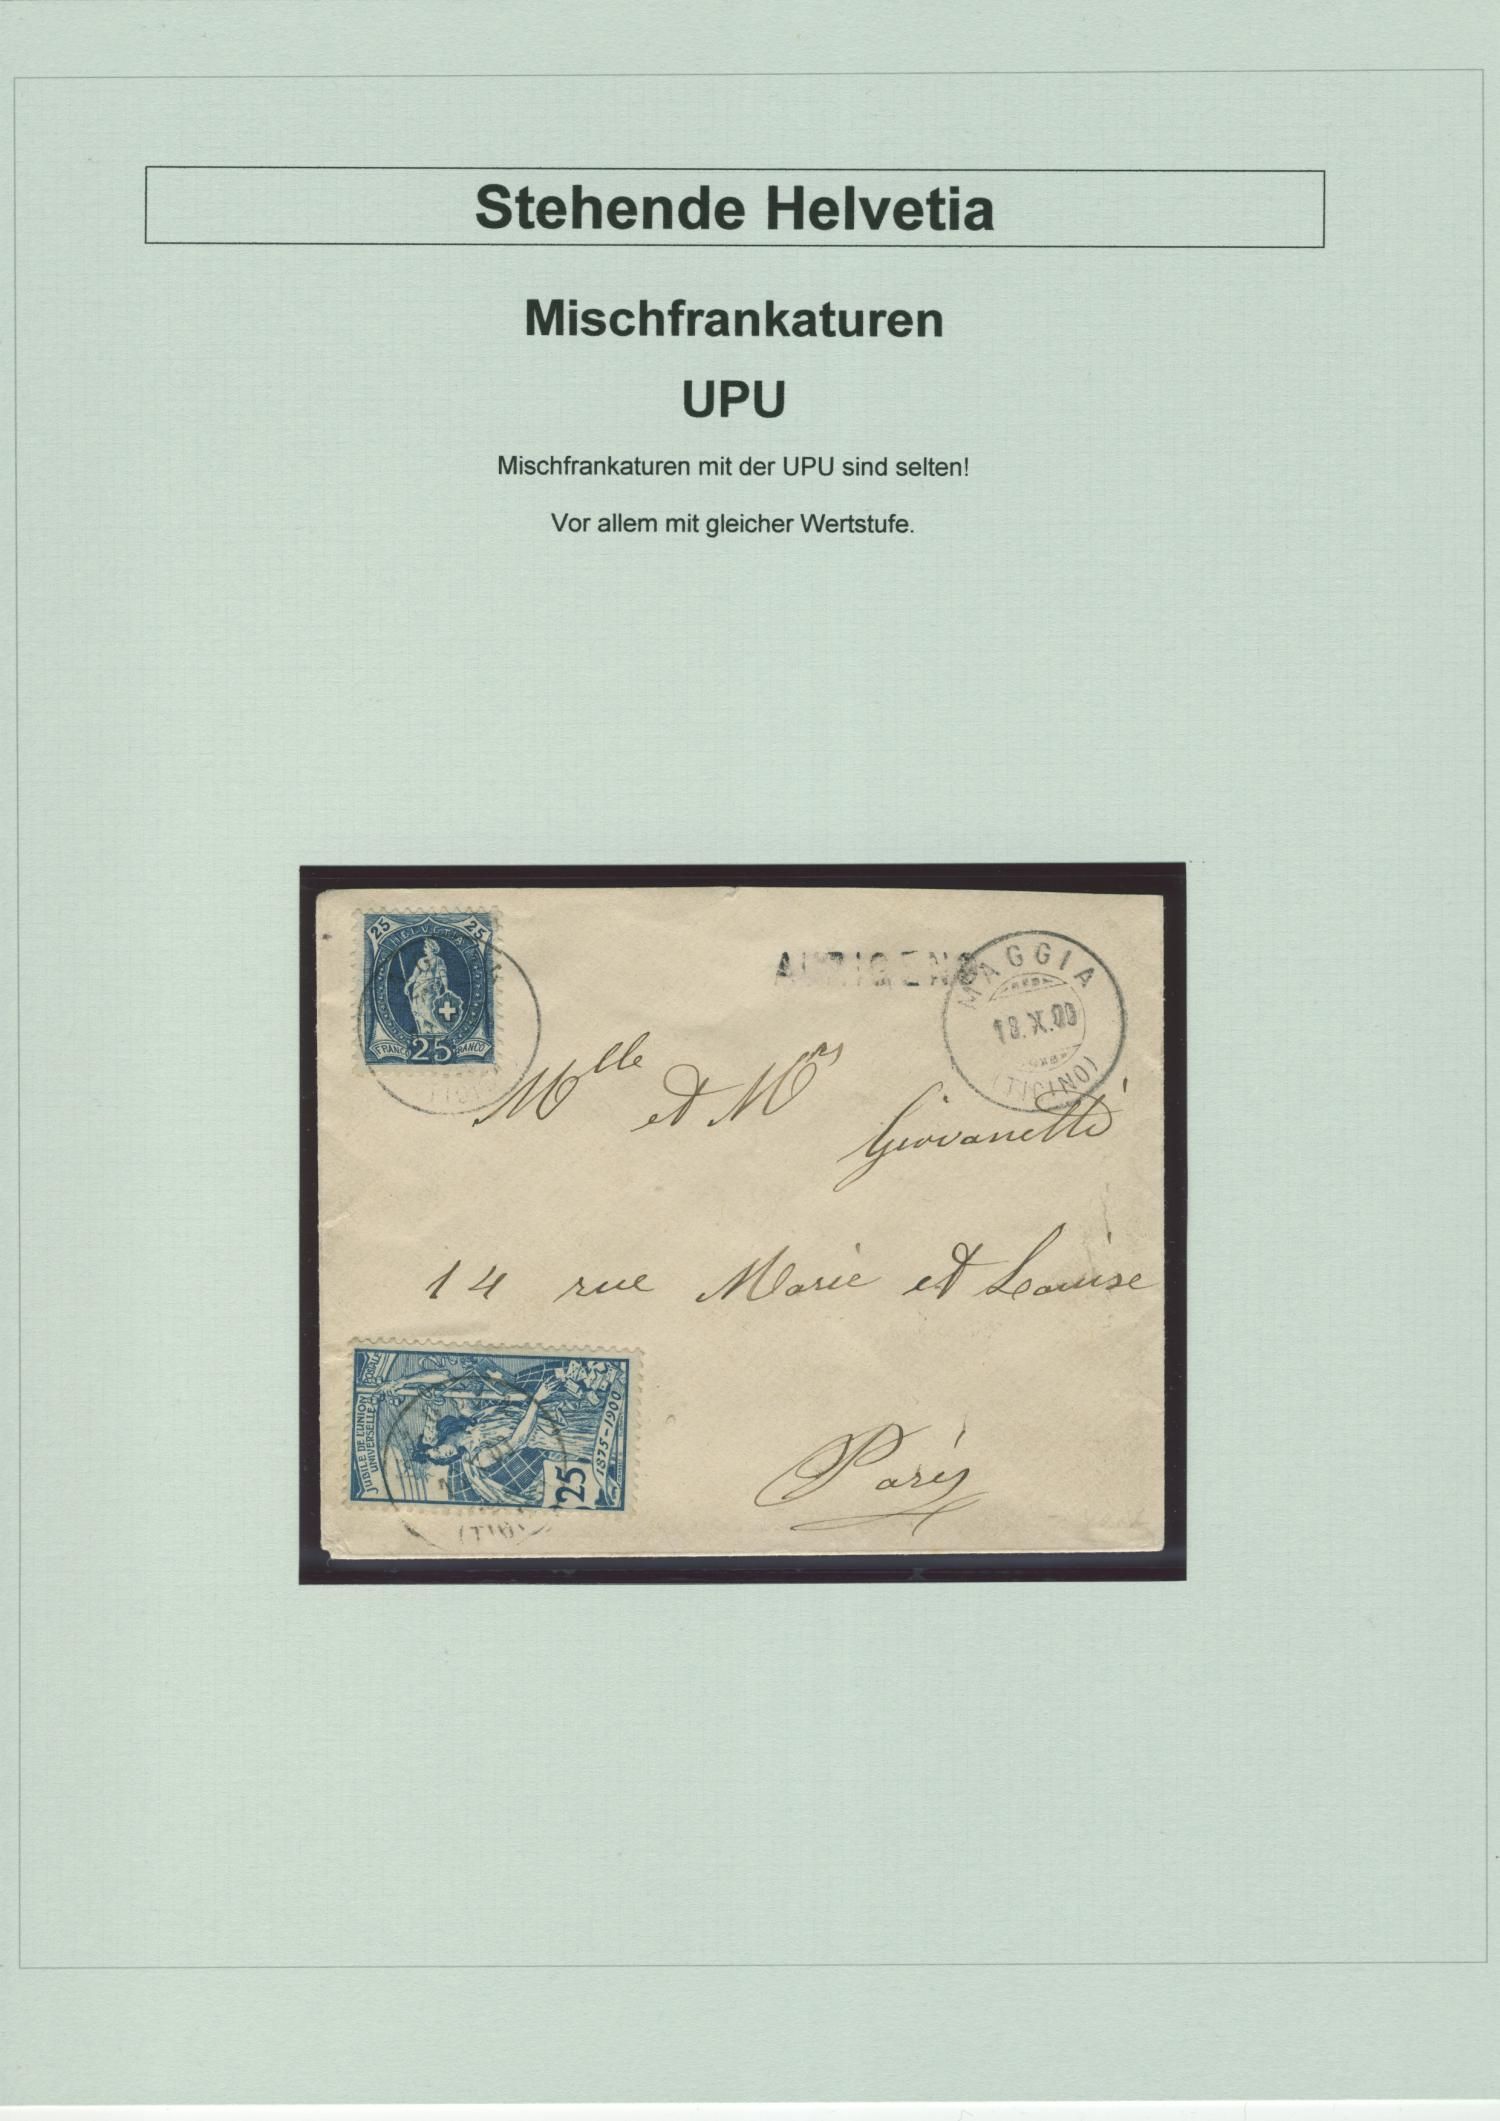 Stehende Helvetia
Mischfrankaturen
UPU
Mischfrankaturen mit der UPU sind selten!
Vor allem mit gleicher Wertstufe.
25 25
HELVETIA
FRANCO 25 FRANCO
AURIGENO
MAGGIA
18.X.00
(TICINO)
Mlle et Mrs
Giovanetti
14 rue Marie et Louise
Paris
JUBILÉ DE L'UNION
POSTALE
UNIVERSELLE
1875-1900
25